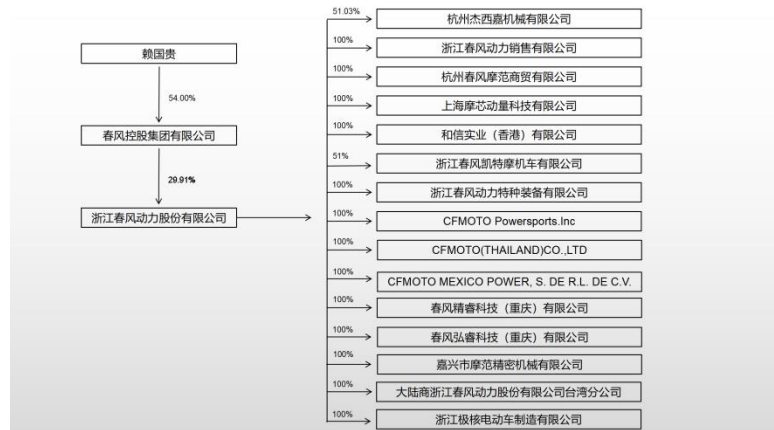 赖国贵
54.00%
春风控股集团有限公司
29.91%
浙江春风动力股份有限公司
51.03%
杭州杰西嘉机械有限公司
100%
浙江春风动力销售有限公司
100%
杭州春风摩范商贸有限公司
100%
上海摩芯动量科技有限公司
100%
和信实业（香港）有限公司
51%
浙江春风凯特摩机车有限公司
100%
浙江春风动力特种装备有限公司
100%
CFMOTO Powersports.Inc
100%
CFMOTO(THAILAND)CO.,LTD
100%
CFMOTO MEXICO POWER, S. DE R.L. DE C.V.
100%
春风精睿科技（重庆）有限公司
100%
春风弘睿科技（重庆）有限公司
100%
嘉兴市摩范精密机械有限公司
100%
大陆商浙江春风动力股份有限公司台湾分公司
100%
浙江极核电动车制造有限公司